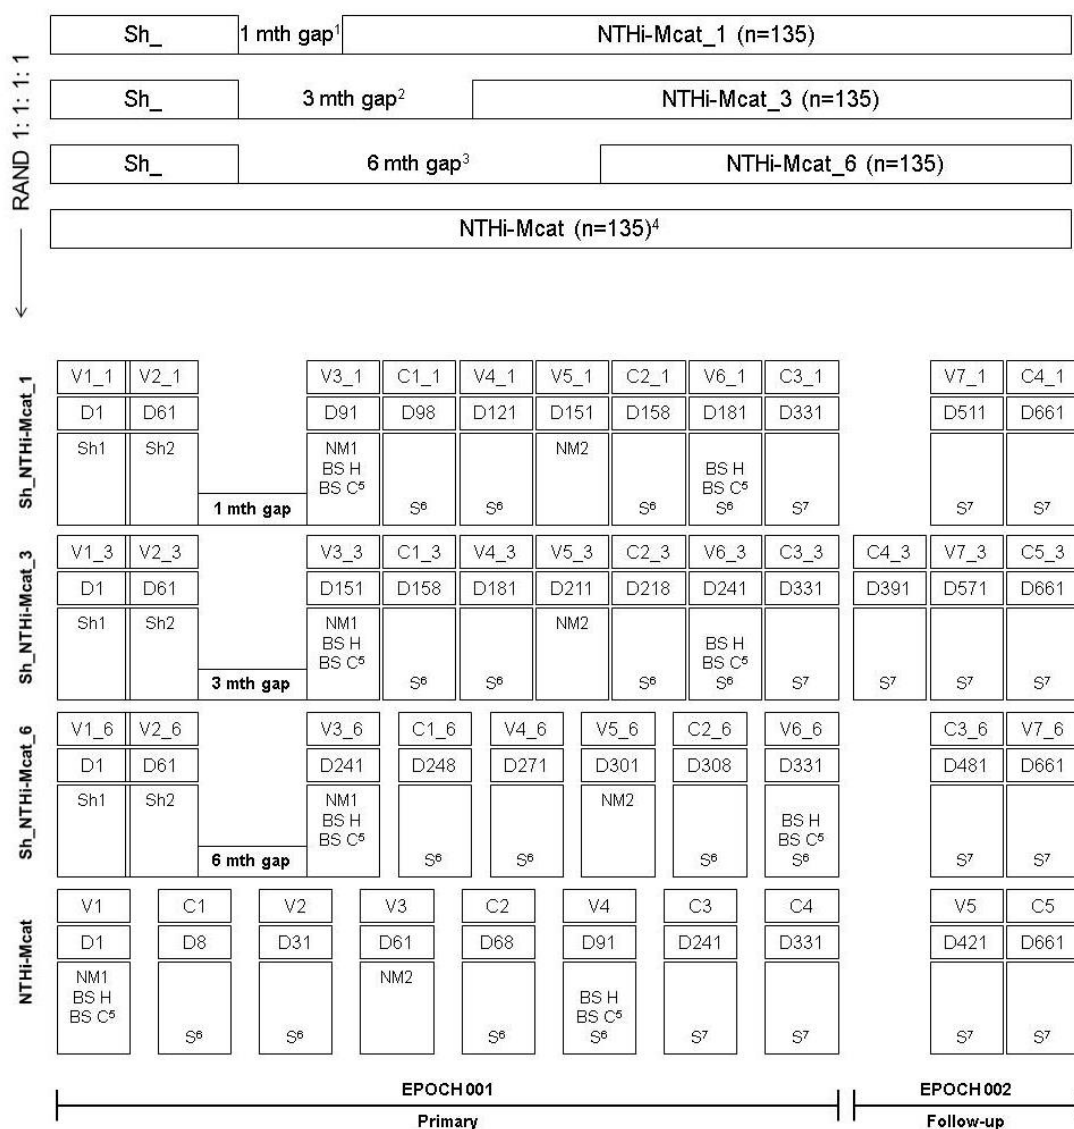 RAND 1: 1: 1: 1
Sh_ 1 mth gap¹ NTHi-Mcat_1 (n=135)
Sh_ 3 mth gap² NTHi-Mcat_3 (n=135)
Sh_ 6 mth gap³ NTHi-Mcat_6 (n=135)
NTHi-Mcat (n=135)⁴
Sh_NTHi-Mcat_1
V1_1 V2_1 V3_1 C1_1 V4_1 V5_1 C2_1 V6_1 C3_1 V7_1 C4_1
D1 D61 D91 D98 D121 D151 D158 D181 D331 D511 D661
Sh1 Sh2 NM1 NM2
BS H BS H
BS C⁵ BS C⁵
1 mth gap S⁶ S⁶ S⁶ S⁶ S⁷ S⁷ S⁷
Sh_NTHi-Mcat_3
V1_3 V2_3 V3_3 C1_3 V4_3 V5_3 C2_3 V6_3 C3_3 C4_3 V7_3 C5_3
D1 D61 D151 D158 D181 D211 D218 D241 D331 D391 D571 D661
Sh1 Sh2 NM1 NM2
BS H BS H
BS C⁵ BS C⁵
3 mth gap S⁶ S⁶ S⁶ S⁶ S⁷ S⁷ S⁷ S⁷
Sh_NTHi-Mcat_6
V1_6 V2_6 V3_6 C1_6 V4_6 V5_6 C2_6 V6_6 C3_6 V7_6
D1 D61 D241 D248 D271 D301 D308 D331 D481 D661
Sh1 Sh2 NM1 NM2
BS H BS H
BS C⁵ BS C⁵
6 mth gap S⁶ S⁶ S⁶ S⁶ S⁷ S⁷
NTHi-Mcat
V1 C1 V2 V3 C2 V4 C3 C4 V5 C5
D1 D8 D31 D61 D68 D91 D241 D331 D421 D661
NM1 NM2
BS H BS H
BS C⁵ BS C⁵
S⁶ S⁶ S⁶ S⁶ S⁷ S⁷ S⁷ S⁷
EPOCH 001 EPOCH 002
Primary Follow-up